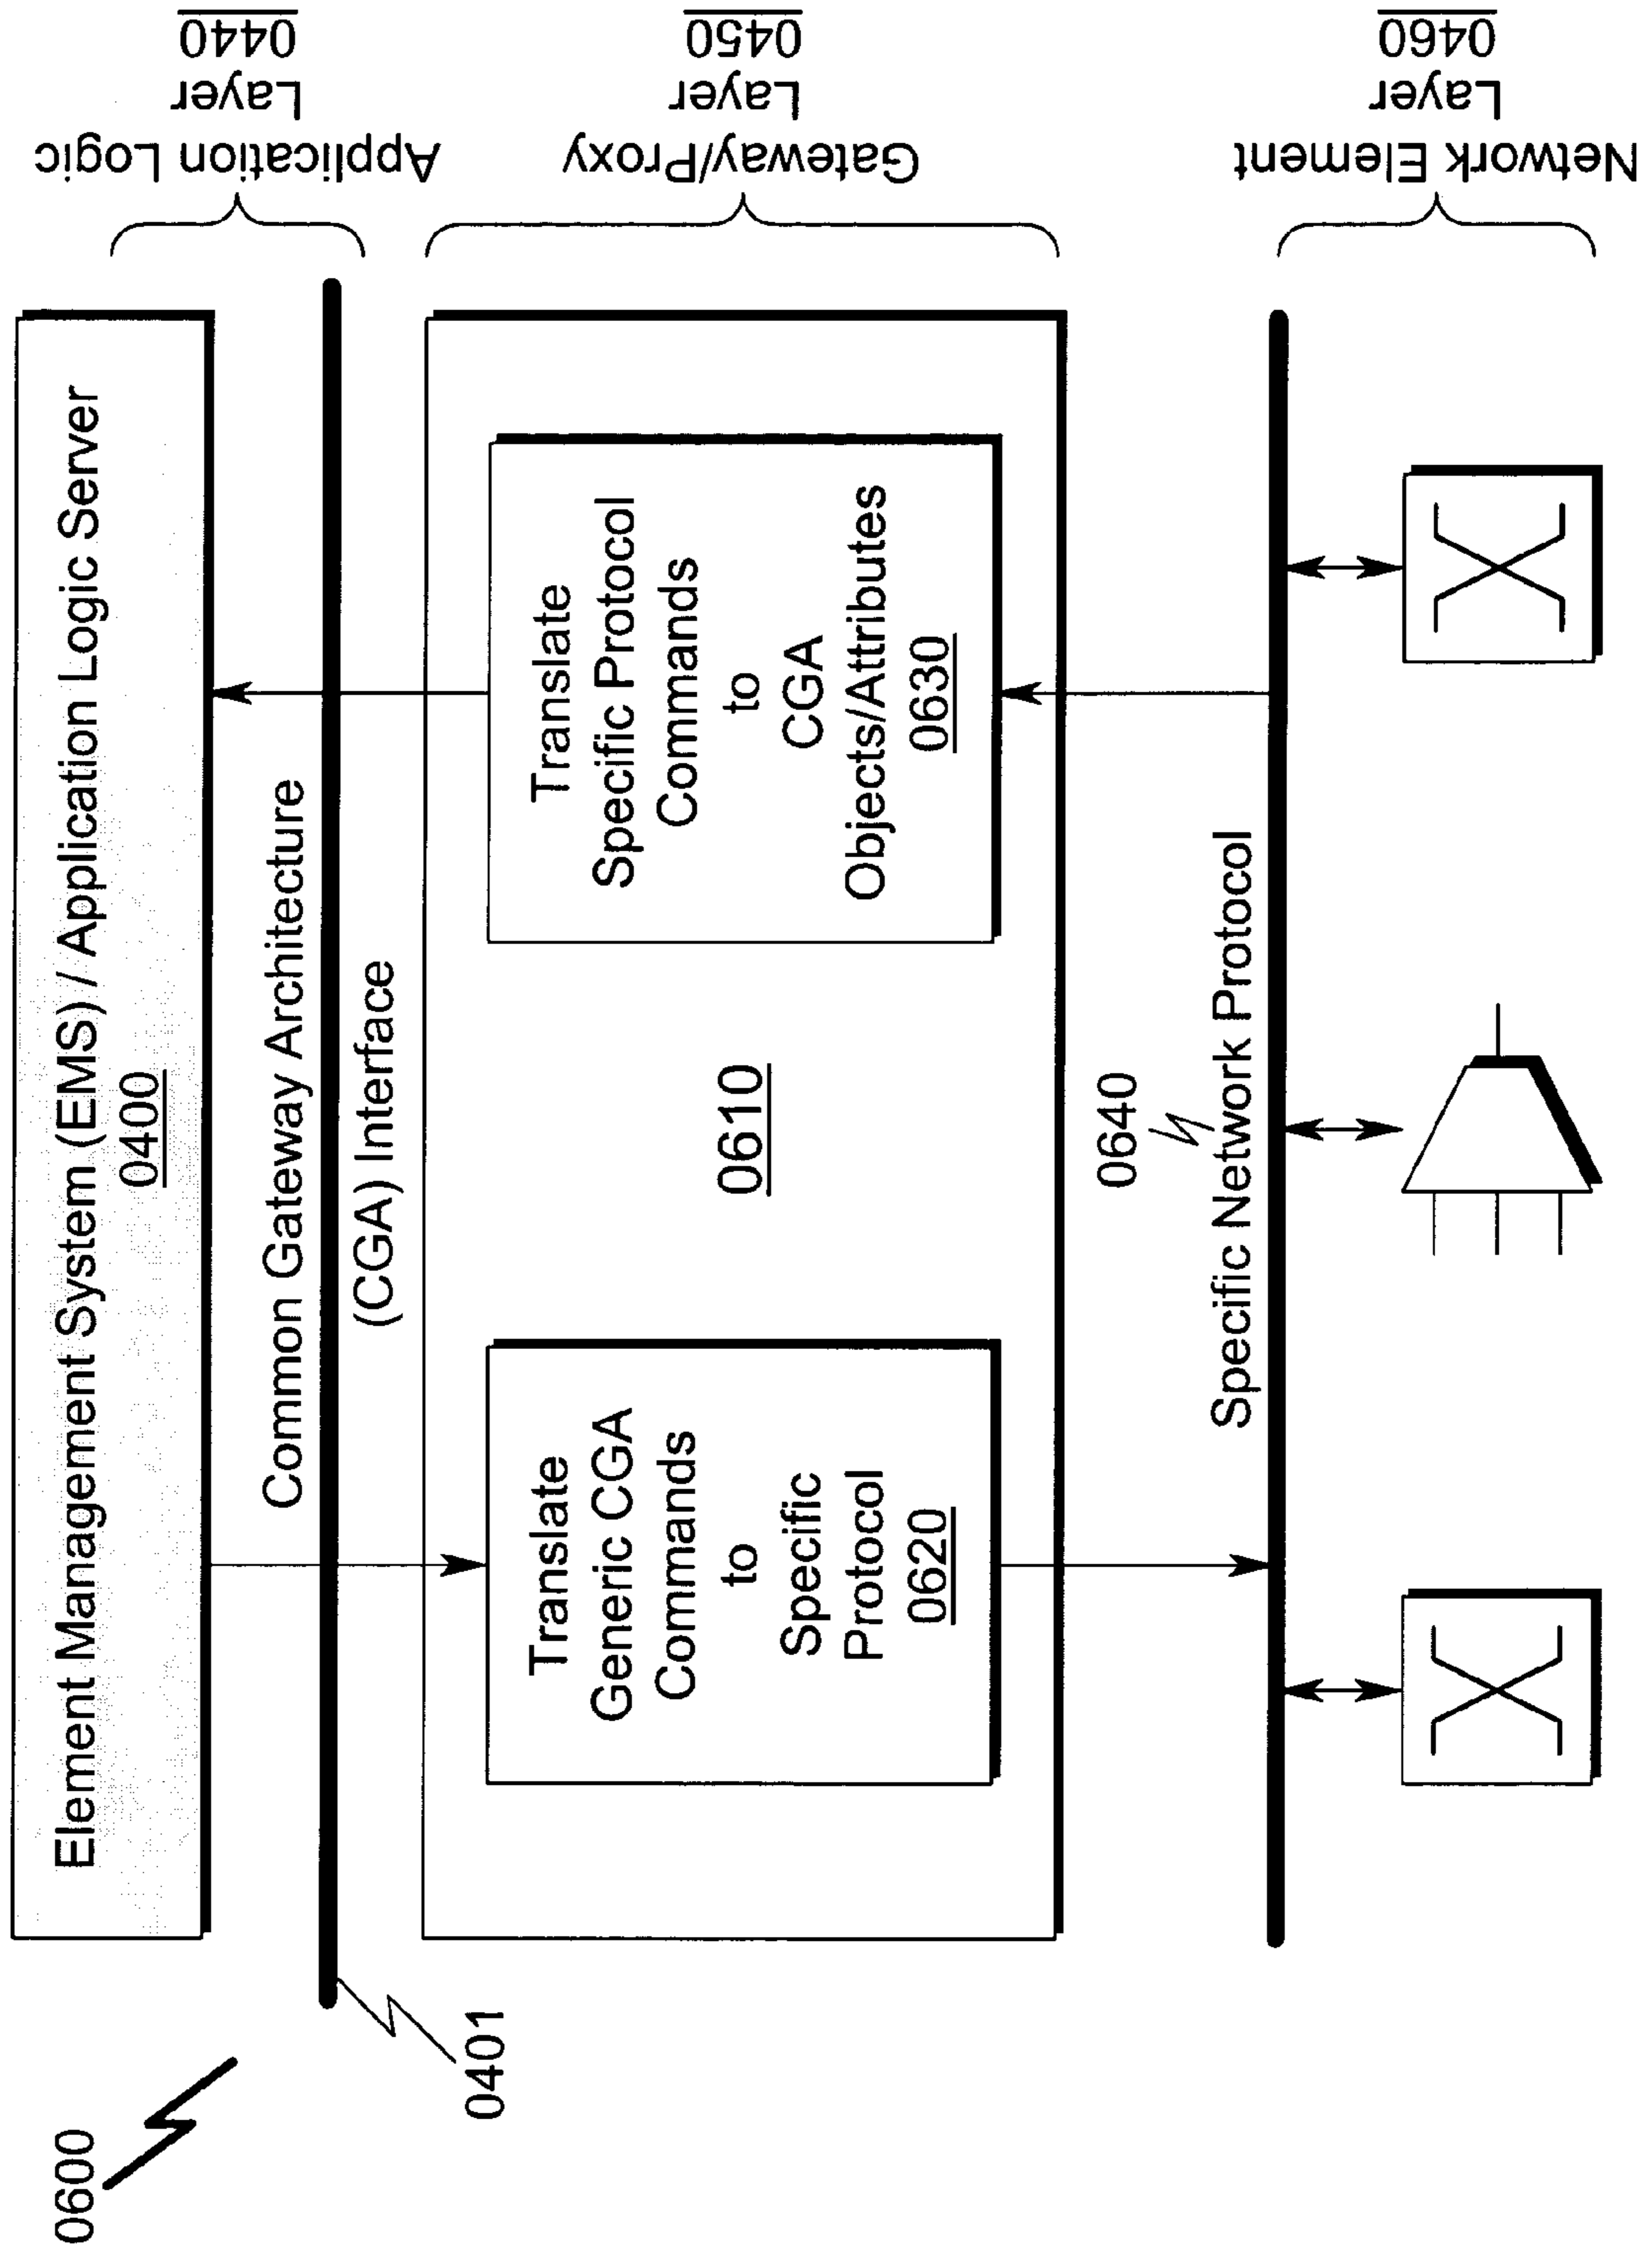 0600
Element Management System (EMS) / Application Logic Server
0400
Common Gateway Architecture
(CGA) Interface
0401
Application Logic
Layer
0440
Translate
Generic CGA
Commands
to
Specific
Protocol
0620
0610
Translate
Specific Protocol
Commands
to
CGA
Objects/Attributes
0630
Gateway/Proxy
Layer
0450
0640
Specific Network Protocol
Network Element
Layer
0460